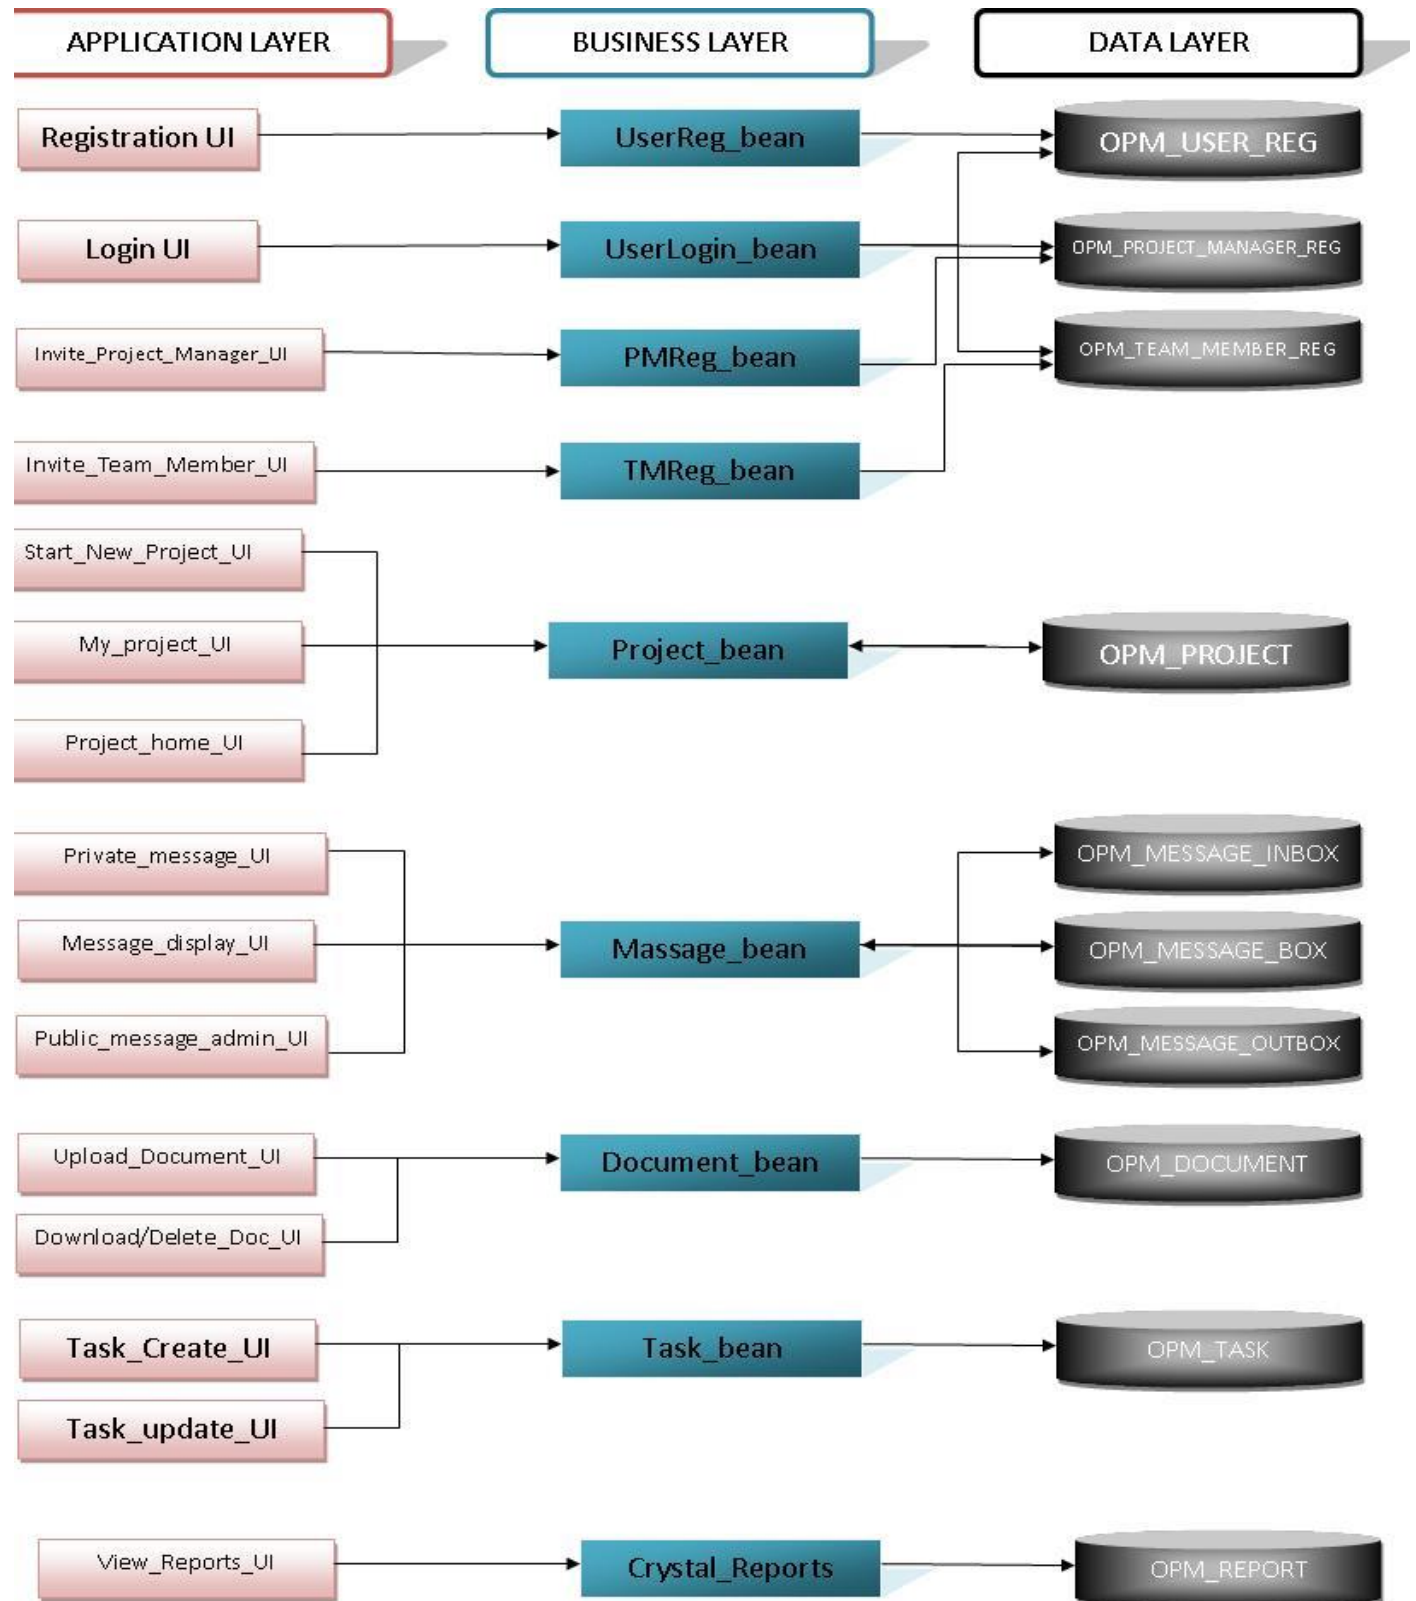 APPLICATION LAYER
BUSINESS LAYER
DATA LAYER
Registration UI
UserReg_bean
OPM_USER_REG
Login UI
UserLogin_bean
OPM_PROJECT_MANAGER_REG
Invite_Project_Manager_UI
PMReg_bean
OPM_TEAM_MEMBER_REG
Invite_Team_Member_UI
TMReg_bean
Start_New_Project_UI
My_project_UI
Project_bean
OPM_PROJECT
Project_home_UI
Private_message_UI
OPM_MESSAGE_INBOX
Message_display_UI
Massage_bean
OPM_MESSAGE_BOX
Public_message_admin_UI
OPM_MESSAGE_OUTBOX
Upload_Document_UI
Document_bean
OPM_DOCUMENT
Download/Delete_Doc_UI
Task_Create_UI
Task_bean
OPM_TASK
Task_update_UI
View_Reports_UI
Crystal_Reports
OPM_REPORT